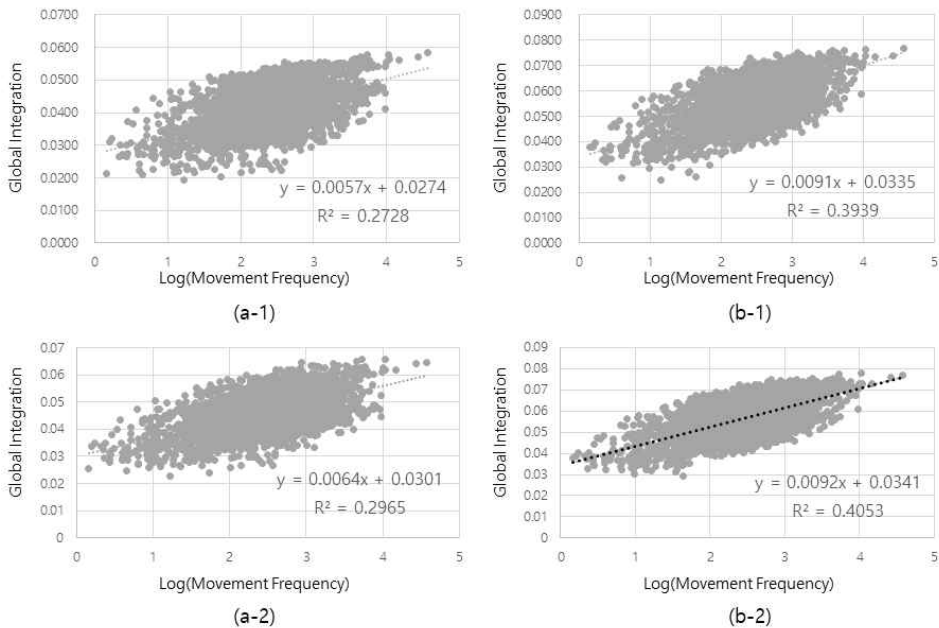 0.0700
0.0600
0.0500
0.0400
0.0300
0.0200
0.0100
0.0000
Global Integration
y = 0.0057x + 0.0274
R² = 0.2728
0 1 2 3 4 5
Log(Movement Frequency)
(a-1)
0.0900
0.0800
0.0700
0.0600
0.0500
0.0400
0.0300
0.0200
0.0100
0.0000
Global Integration
y = 0.0091x + 0.0335
R² = 0.3939
0 1 2 3 4 5
Log(Movement Frequency)
(b-1)
0.07
0.06
0.05
0.04
0.03
0.02
0.01
0
Global Integration
y = 0.0064x + 0.0301
R² = 0.2965
0 1 2 3 4 5
Log(Movement Frequency)
(a-2)
0.09
0.08
0.07
0.06
0.05
0.04
0.03
0.02
0.01
0
Global Integration
y = 0.0092x + 0.0341
R² = 0.4053
0 1 2 3 4 5
Log(Movement Frequency)
(b-2)